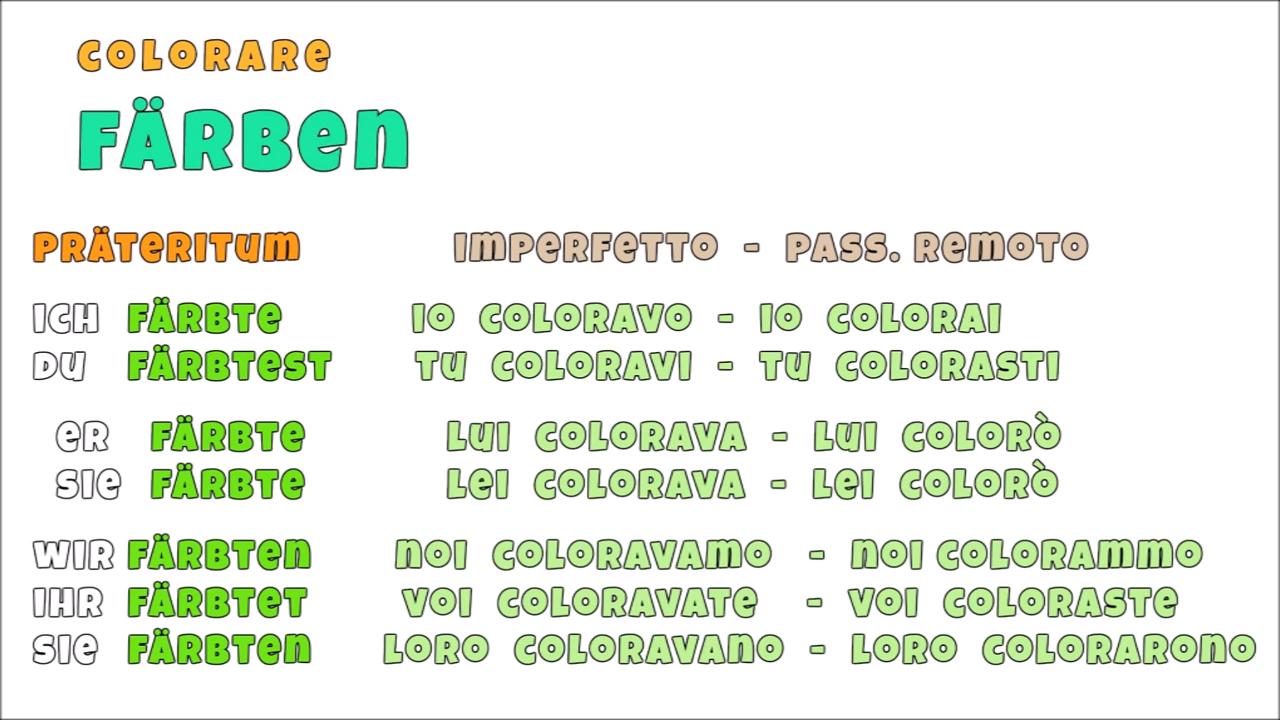 COLORARE
FÄRBEN
PRÄTERITUM IMPERFETTO - PASS. REMOTO
ICH FÄRBTE IO COLORAVO - IO COLORAI
DU FÄRBTEST TU COLORAVI - TU COLORASTI
ER FÄRBTE LUI COLORAVA - LUI COLORÒ
SIE FÄRBTE LEI COLORAVA - LEI COLORÒ
WIR FÄRBTEN NOI COLORAVAMO - NOI COLORAMMO
IHR FÄRBTET VOI COLORAVATE - VOI COLORASTE
SIE FÄRBTEN LORO COLORAVANO - LORO COLORARONO